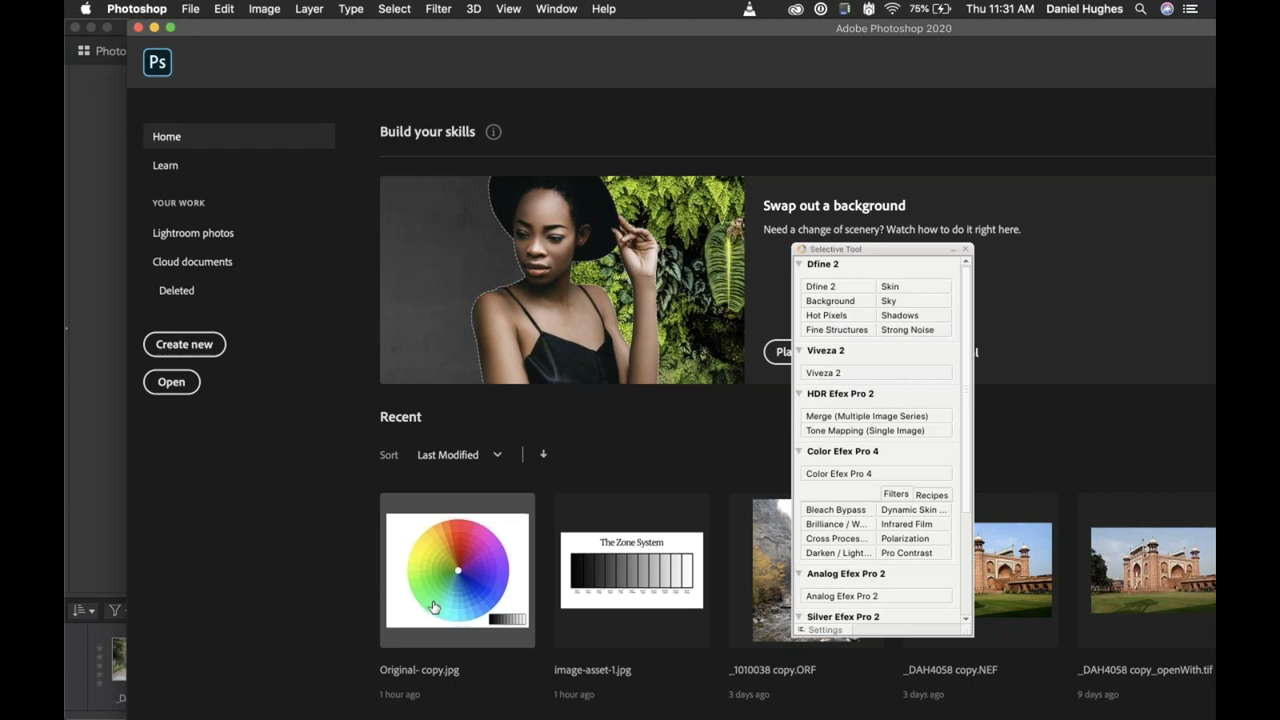 Photoshop File Edit Image Layer Type Select Filter 3D View Window Help 75% Thu 11:31 AM Daniel Hughes
Adobe Photoshop 2020
Photo
Ps
Home
Learn
YOUR WORK
Lightroom photos
Cloud documents
Deleted
Create new
Open
Build your skills
Swap out a background
Need a change of scenery? Watch how to do it right here.
Selective Tool
Dfine 2
Dfine 2 Skin
Background Sky
Hot Pixels Shadows
Fine Structures Strong Noise
Viveza 2
Viveza 2
HDR Efex Pro 2
Merge (Multiple Image Series)
Tone Mapping (Single Image)
Color Efex Pro 4
Color Efex Pro 4
Filters Recipes
Bleach Bypass Dynamic Skin ...
Brilliance / W... Infrared Film
Cross Proces... Polarization
Darken / Light... Pro Contrast
Analog Efex Pro 2
Analog Efex Pro 2
Silver Efex Pro 2
Settings
Recent
Sort Last Modified
The Zone System
Original- copy.jpg
1 hour ago
image-asset-1.jpg
1 hour ago
_1010038 copy.ORF
3 days ago
_DAH4058 copy.NEF
3 days ago
_DAH4058 copy_openWith.tif
9 days ago